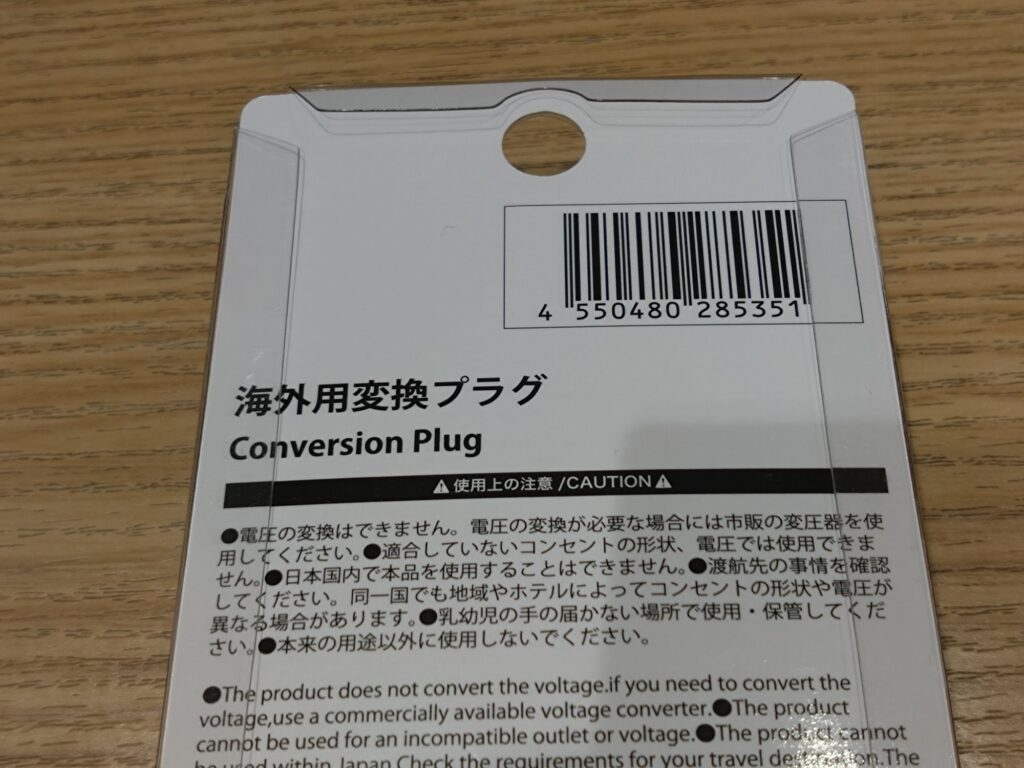 4 550480 285351
海外用変換プラグ
Conversion Plug
⚠使用上の注意 /CAUTION⚠
●電圧の変換はできません。電圧の変換が必要な場合には市販の変圧器を使
用してください。●適合していないコンセントの形状、電圧では使用できま
せん。●日本国内で本品を使用することはできません。●渡航先の事情を確認
してください。同一国でも地域やホテルによってコンセントの形状や電圧が
異なる場合があります。●乳幼児の手の届かない場所で使用・保管してくだ
さい。●本来の用途以外に使用しないでください。
●The product does not convert the voltage.if you need to convert the
voltage,use a commercially available voltage converter.●The product
cannot be used for an incompatible outlet or voltage.●The product cannot
be used within Japan.Check the requirements for your travel destination.The